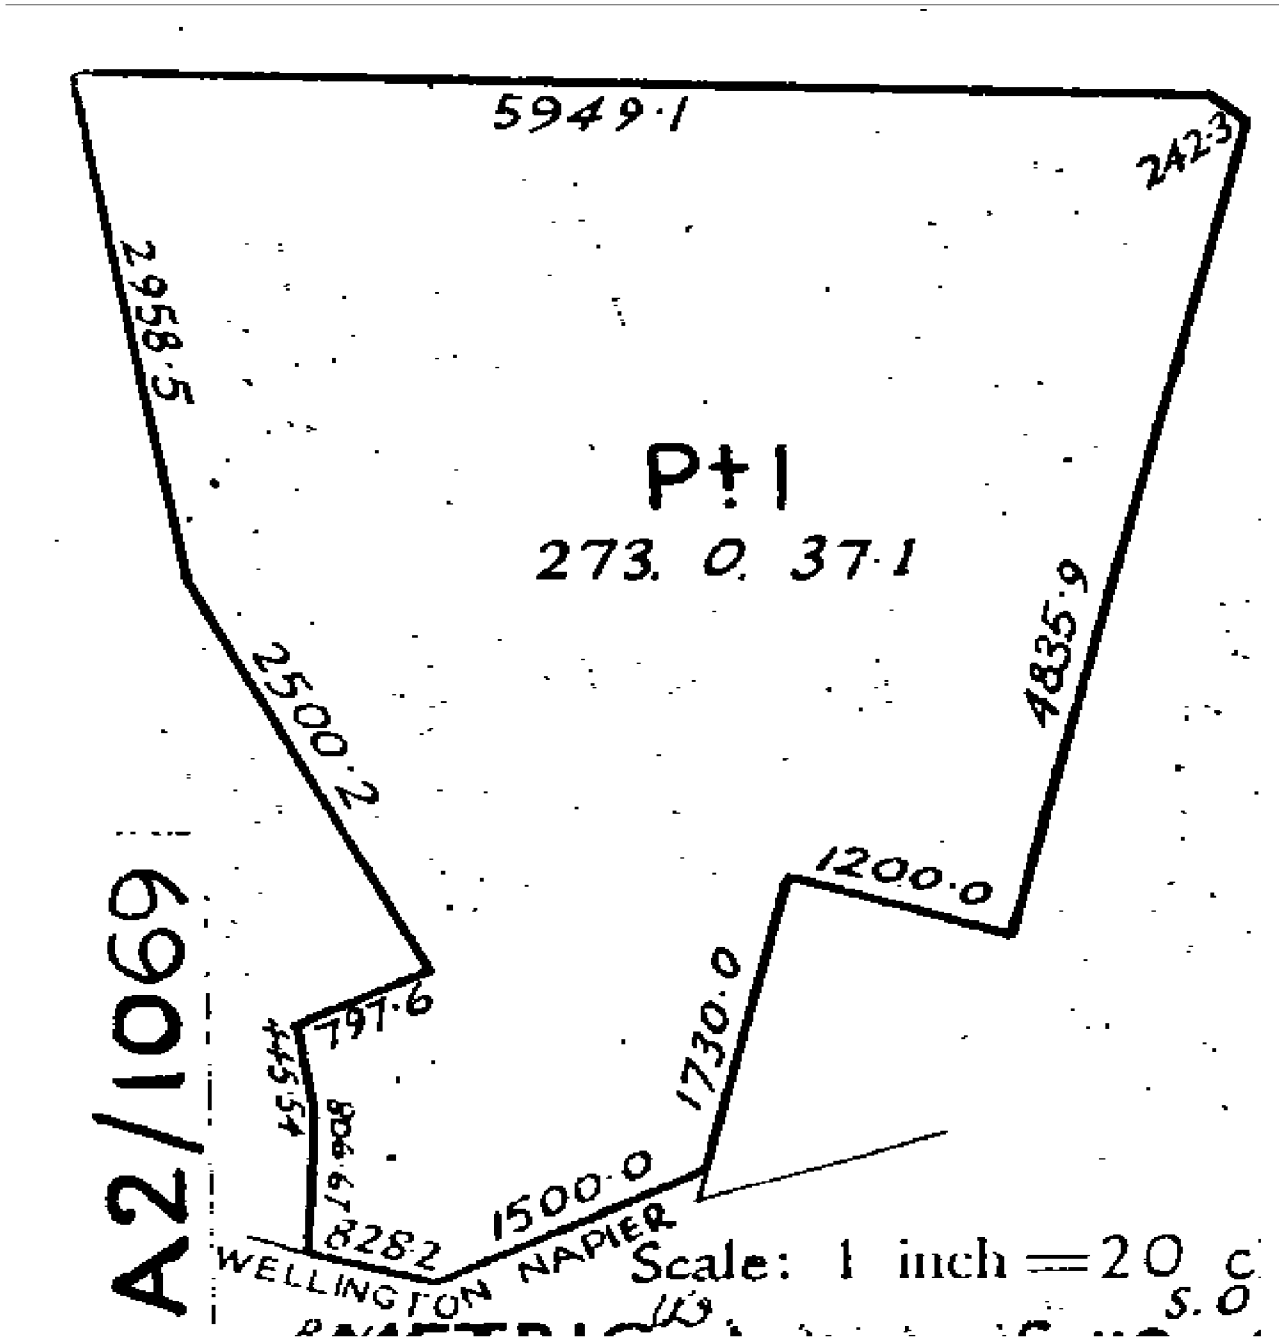 5949·1
242·3
2958·5
Pt. 1
273. 0. 37·1
4835·9
2500·2
1200·0
797·6
1730·0
445·54
806·67
1500·0
828·2
WELLINGTON NAPIER
A2/1069
Scale: 1 inch = 20
S.O